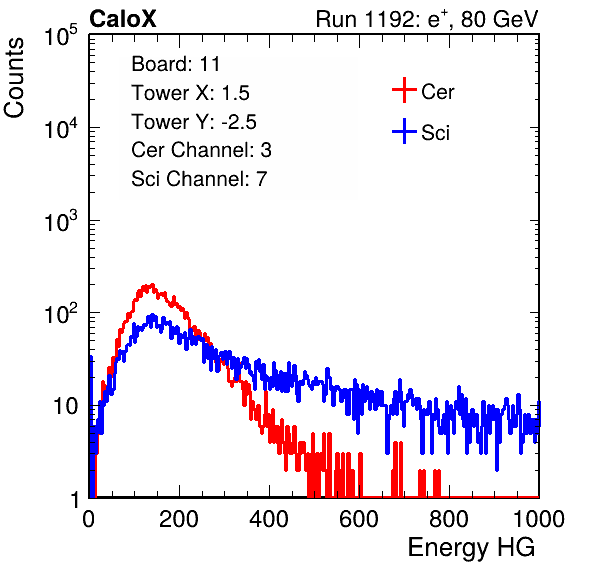 CaloX Run 1192: e⁺, 80 GeV
Counts
10⁵
10⁴
10³
10²
10
1
Board: 11
Tower X: 1.5
Tower Y: -2.5
Cer Channel: 3
Sci Channel: 7
Cer
Sci
0 200 400 600 800 1000
Energy HG